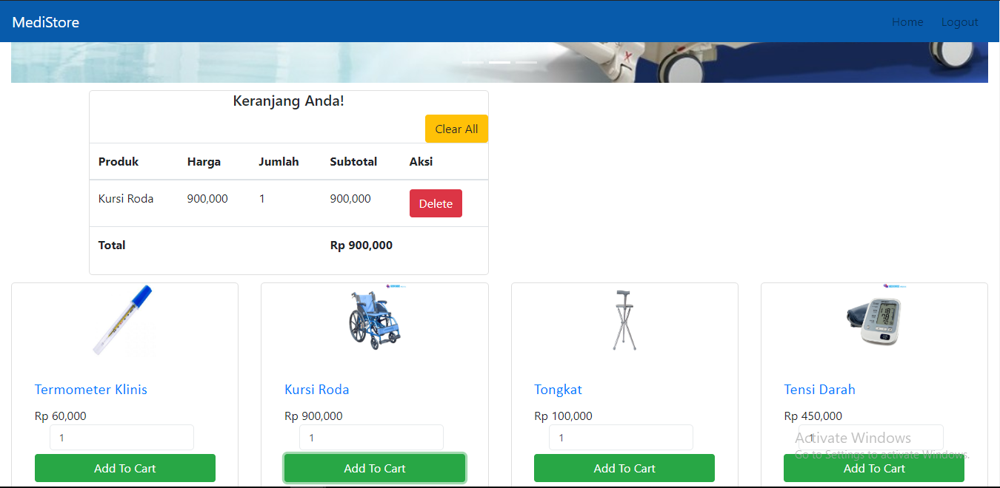 MediStore Home Logout
Keranjang Anda!
Clear All
Produk Harga Jumlah Subtotal Aksi
Kursi Roda 900,000 1 900,000 Delete
Total Rp 900,000
Termometer Klinis Kursi Roda Tongkat Tensi Darah
Rp 60,000 Rp 900,000 Rp 100,000 Rp 450,000
1 1 1 1
Activate Windows
Go to Settings to activate Windows.
Add To Cart Add To Cart Add To Cart Add To Cart